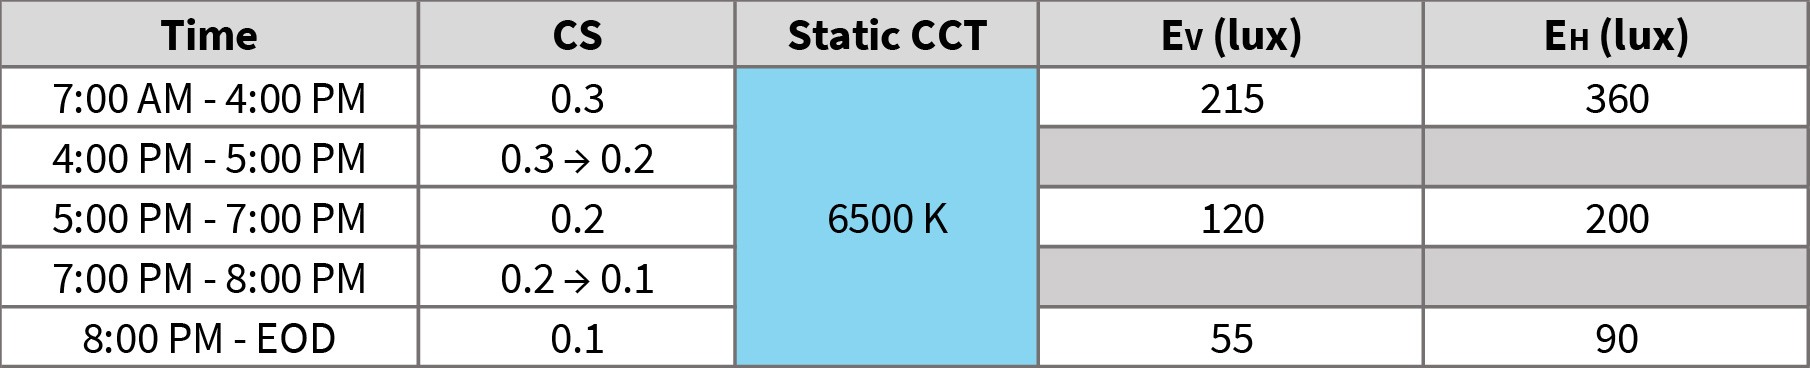 Time CS Static CCT EV (lux) EH (lux)
7:00 AM - 4:00 PM 0.3 215 360
4:00 PM - 5:00 PM 0.3 → 0.2
5:00 PM - 7:00 PM 0.2 6500 K 120 200
7:00 PM - 8:00 PM 0.2 → 0.1
8:00 PM - EOD 0.1 55 90